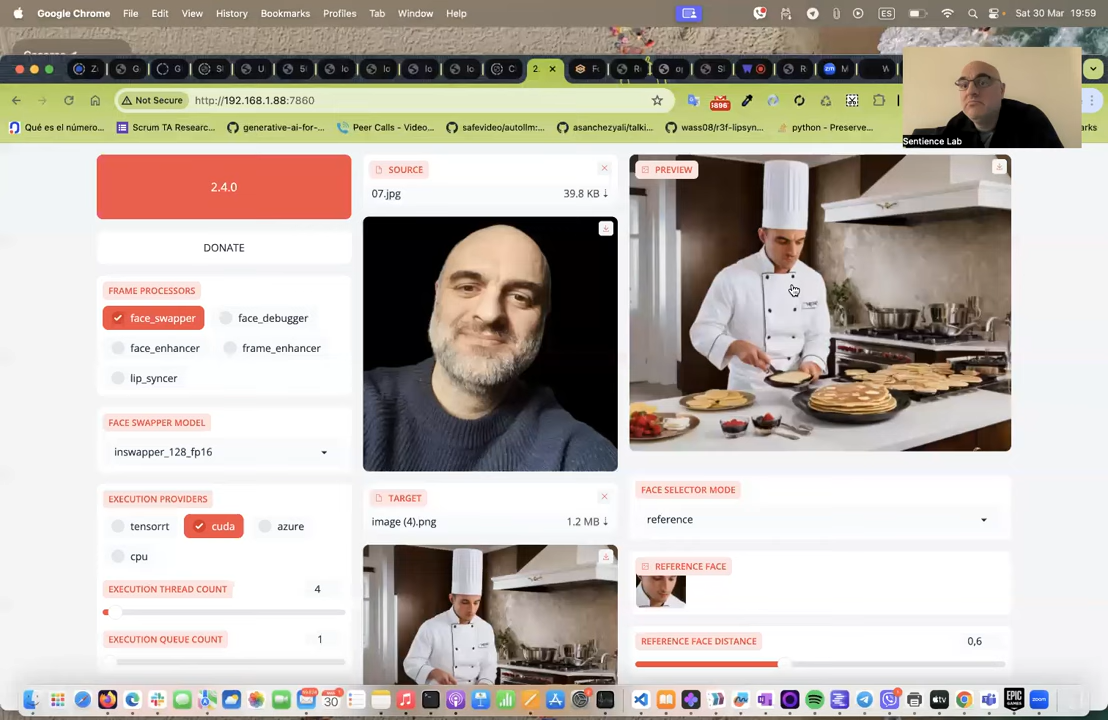 Google Chrome File Edit View History Bookmarks Profiles Tab Window Help ES Sat 30 Mar 19:59
Not Secure http://192.168.1.88:7860
Qué es el número... Scrum TA Researc... generative-ai-for-... Peer Calls - Video... safevideo/autollm:... asanchezyali/talki... wass08/r3f-lipsyn... python - Preserve...
Sentience Lab
2.4.0
DONATE
FRAME PROCESSORS
face_swapper face_debugger
face_enhancer frame_enhancer
lip_syncer
FACE SWAPPER MODEL
inswapper_128_fp16
EXECUTION PROVIDERS
tensorrt cuda azure
cpu
EXECUTION THREAD COUNT 4
EXECUTION QUEUE COUNT 1
SOURCE
07.jpg 39.8 KB ↓
TARGET
image (4).png 1.2 MB ↓
PREVIEW
FACE SELECTOR MODE
reference
REFERENCE FACE
REFERENCE FACE DISTANCE 0,6